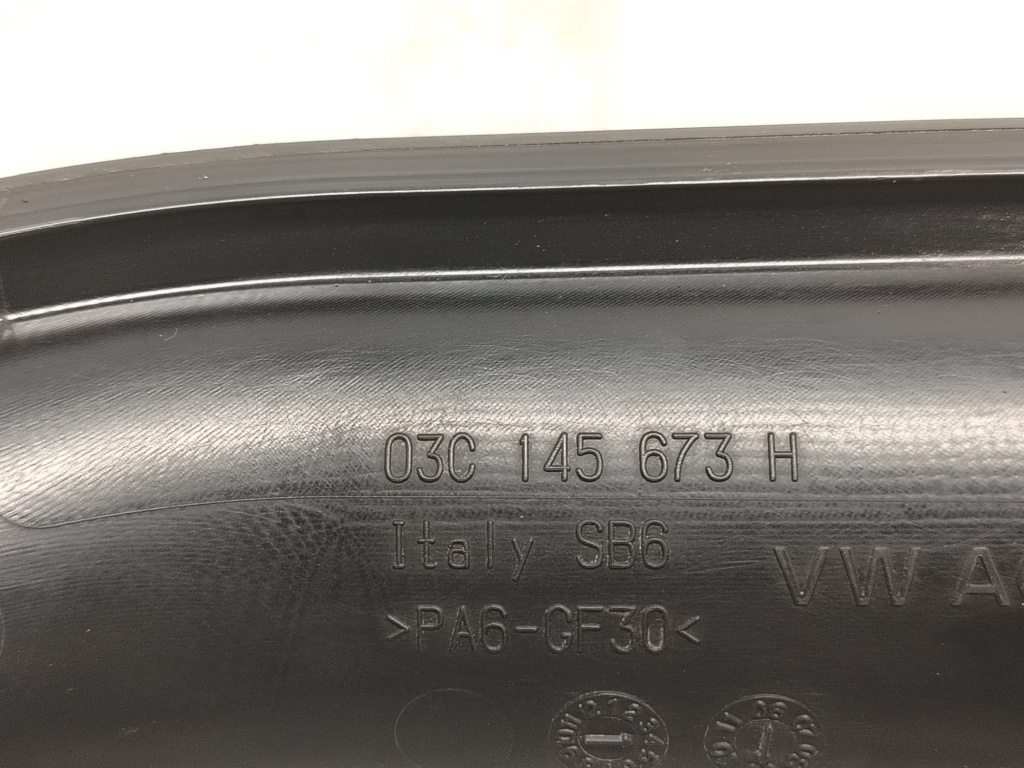 03C 145 673 H
Italy SB6
VW A
>PA6-GF30<